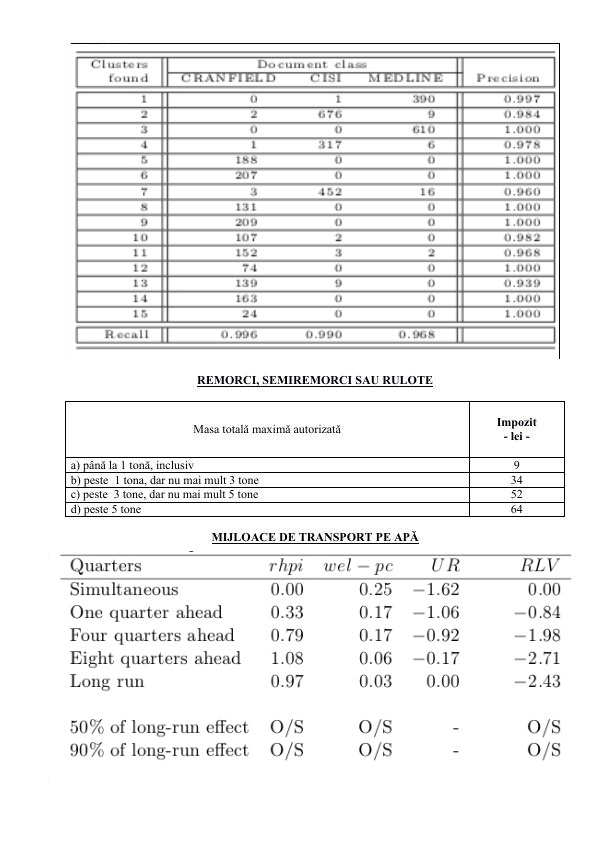 Clusters Document class
found CRANFIELD CISI MEDLINE Precision
1 0 1 390 0.997
2 2 676 9 0.984
3 0 0 610 1.000
4 1 317 6 0.978
5 188 0 0 1.000
6 207 0 0 1.000
7 3 452 16 0.960
8 131 0 0 1.000
9 209 0 0 1.000
10 107 2 0 0.982
11 152 3 2 0.968
12 74 0 0 1.000
13 139 9 0 0.939
14 163 0 0 1.000
15 24 0 0 1.000
Recall 0.996 0.990 0.968
REMORCI, SEMIREMORCI SAU RULOTE
Masa totală maximă autorizată Impozit
- lei -
a) până la 1 tonă, inclusiv 9
b) peste 1 tona, dar nu mai mult 3 tone 34
c) peste 3 tone, dar nu mai mult 5 tone 52
d) peste 5 tone 64
MIJLOACE DE TRANSPORT PE APĂ
Quarters rhpi wel − pc UR RLV
Simultaneous 0.00 0.25 −1.62 0.00
One quarter ahead 0.33 0.17 −1.06 −0.84
Four quarters ahead 0.79 0.17 −0.92 −1.98
Eight quarters ahead 1.08 0.06 −0.17 −2.71
Long run 0.97 0.03 0.00 −2.43
50% of long-run effect O/S O/S - O/S
90% of long-run effect O/S O/S - O/S